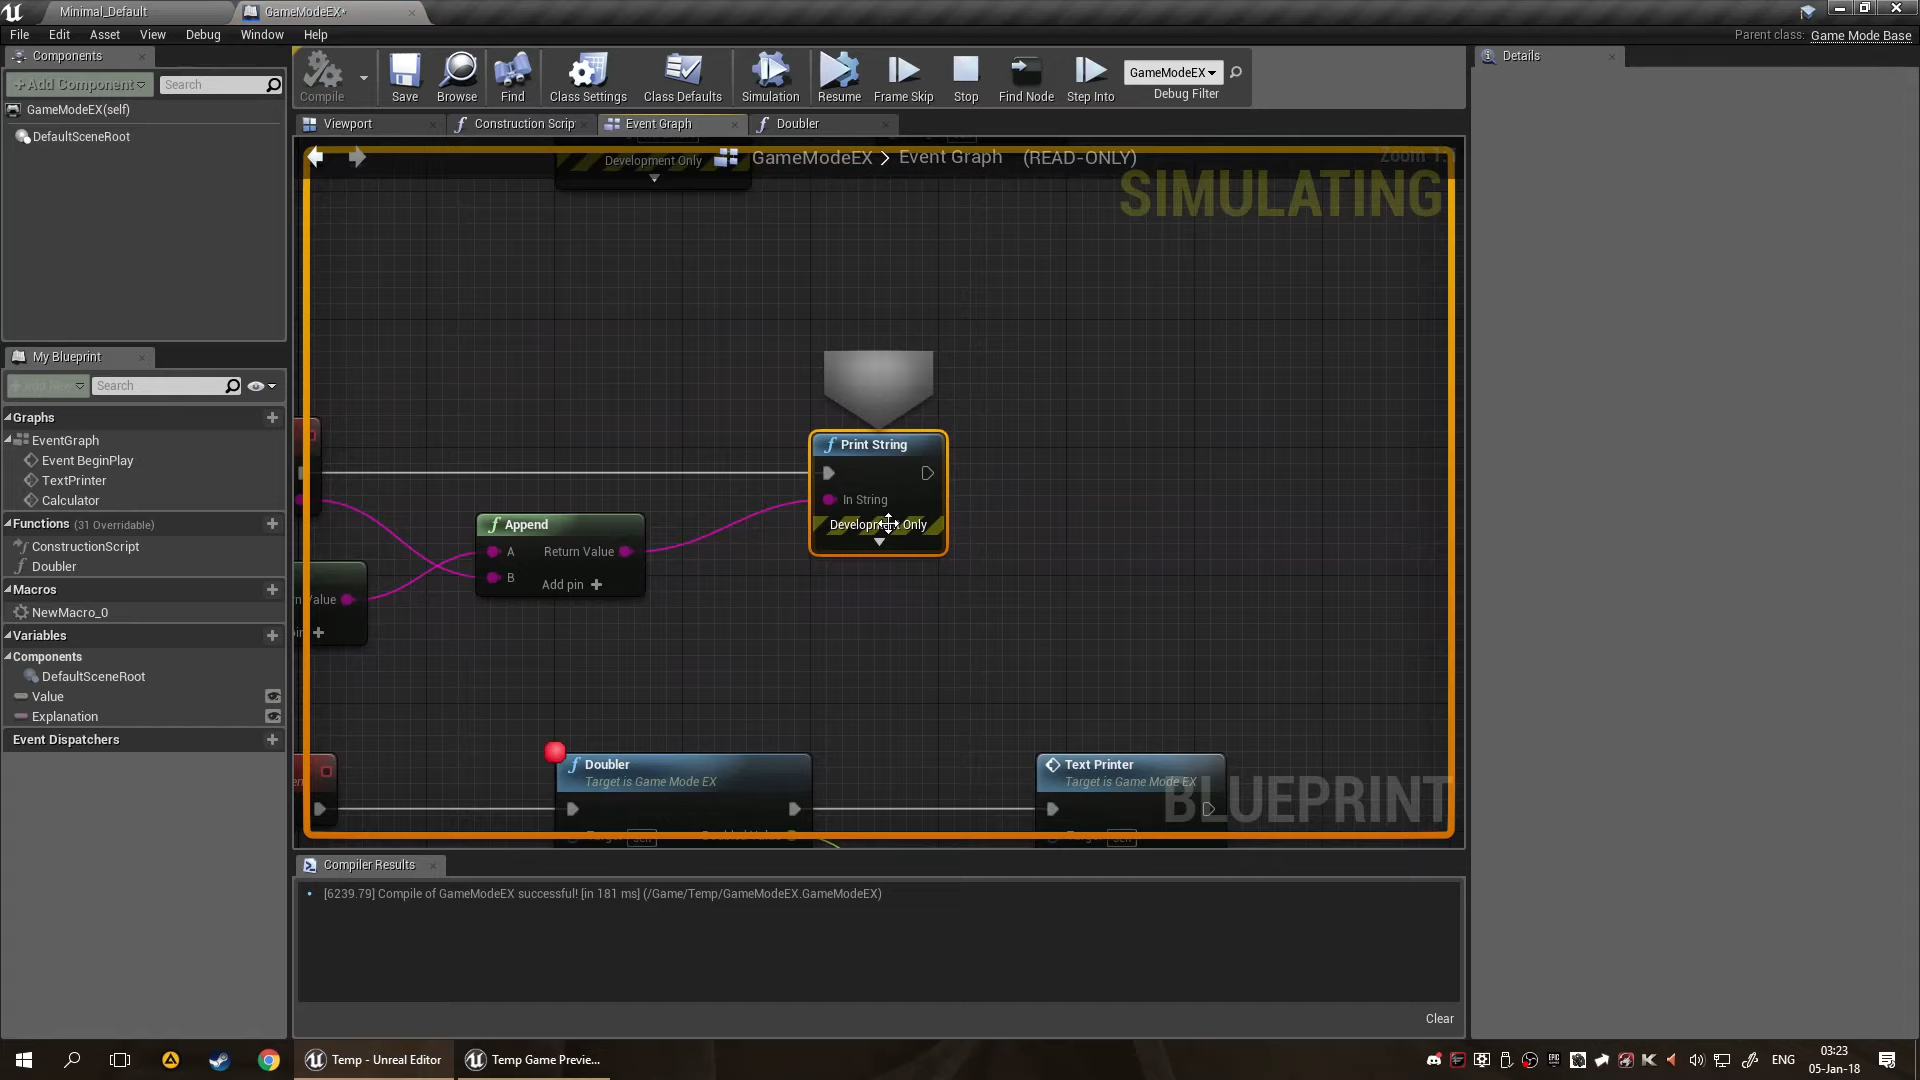 Minimal_Default
GameModeEX*
File Edit Asset View Debug Window Help
Parent class: Game Mode Base
Components
+Add Component
Search
GameModeEX(self)
DefaultSceneRoot
Compile
Save
Browse
Find
Class Settings
Class Defaults
Simulation
Resume
Frame Skip
Stop
Find Node
Step Into
GameModeEX
Debug Filter
Details
Viewport
Construction Scrip
Event Graph
Doubler
GameModeEX > Event Graph (READ-ONLY)
Development Only
SIMULATING
Print String
In String
Development Only
Append
A Return Value
B
Add pin +
Doubler
Target is Game Mode EX
Text Printer
Target is Game Mode EX
BLUEPRINT
My Blueprint
Search
Graphs
EventGraph
Event BeginPlay
TextPrinter
Calculator
Functions (31 Overridable)
ConstructionScript
Doubler
Macros
NewMacro_0
Variables
Components
DefaultSceneRoot
Value
Explanation
Event Dispatchers
Compiler Results
[6239.79] Compile of GameModeEX successful! [in 181 ms] (/Game/Temp/GameModeEX.GameModeEX)
Clear
Temp - Unreal Editor
Temp Game Previe...
ENG
03:23
05-Jan-18